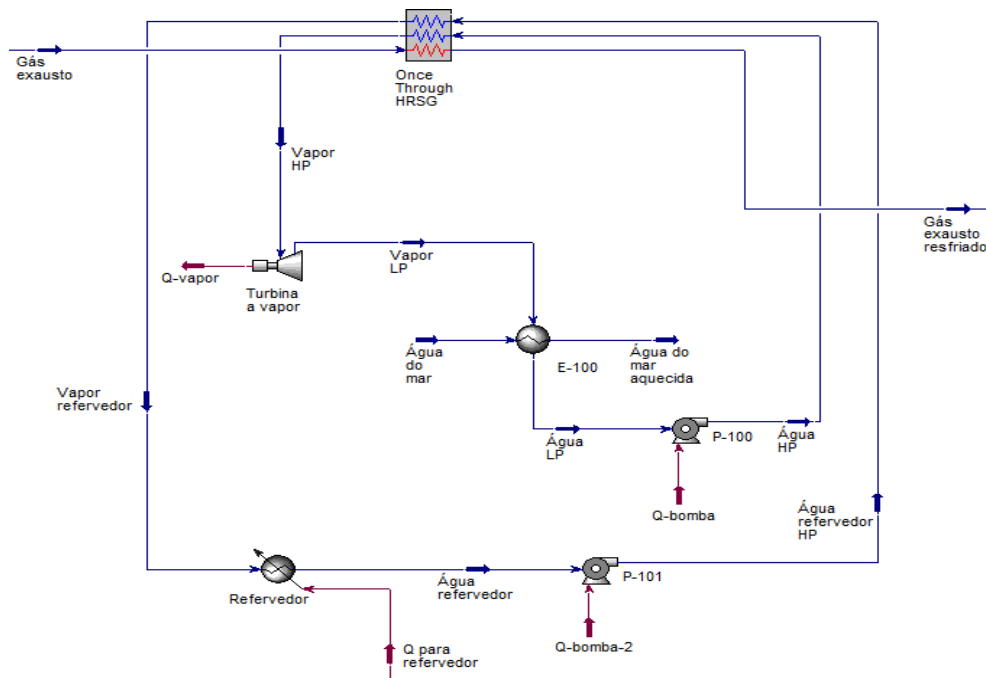 Gás
exausto
Once
Through
HRSG
Vapor
HP
Gás
exausto
resfriado
Q-vapor
Turbina
a vapor
Vapor
LP
Água
do
mar
E-100
Água do
mar
aquecida
Vapor
refervedor
Água
LP
P-100
Água
HP
Q-bomba
Água
refervedor
HP
Refervedor
Água
refervedor
P-101
Q para
refervedor
Q-bomba-2